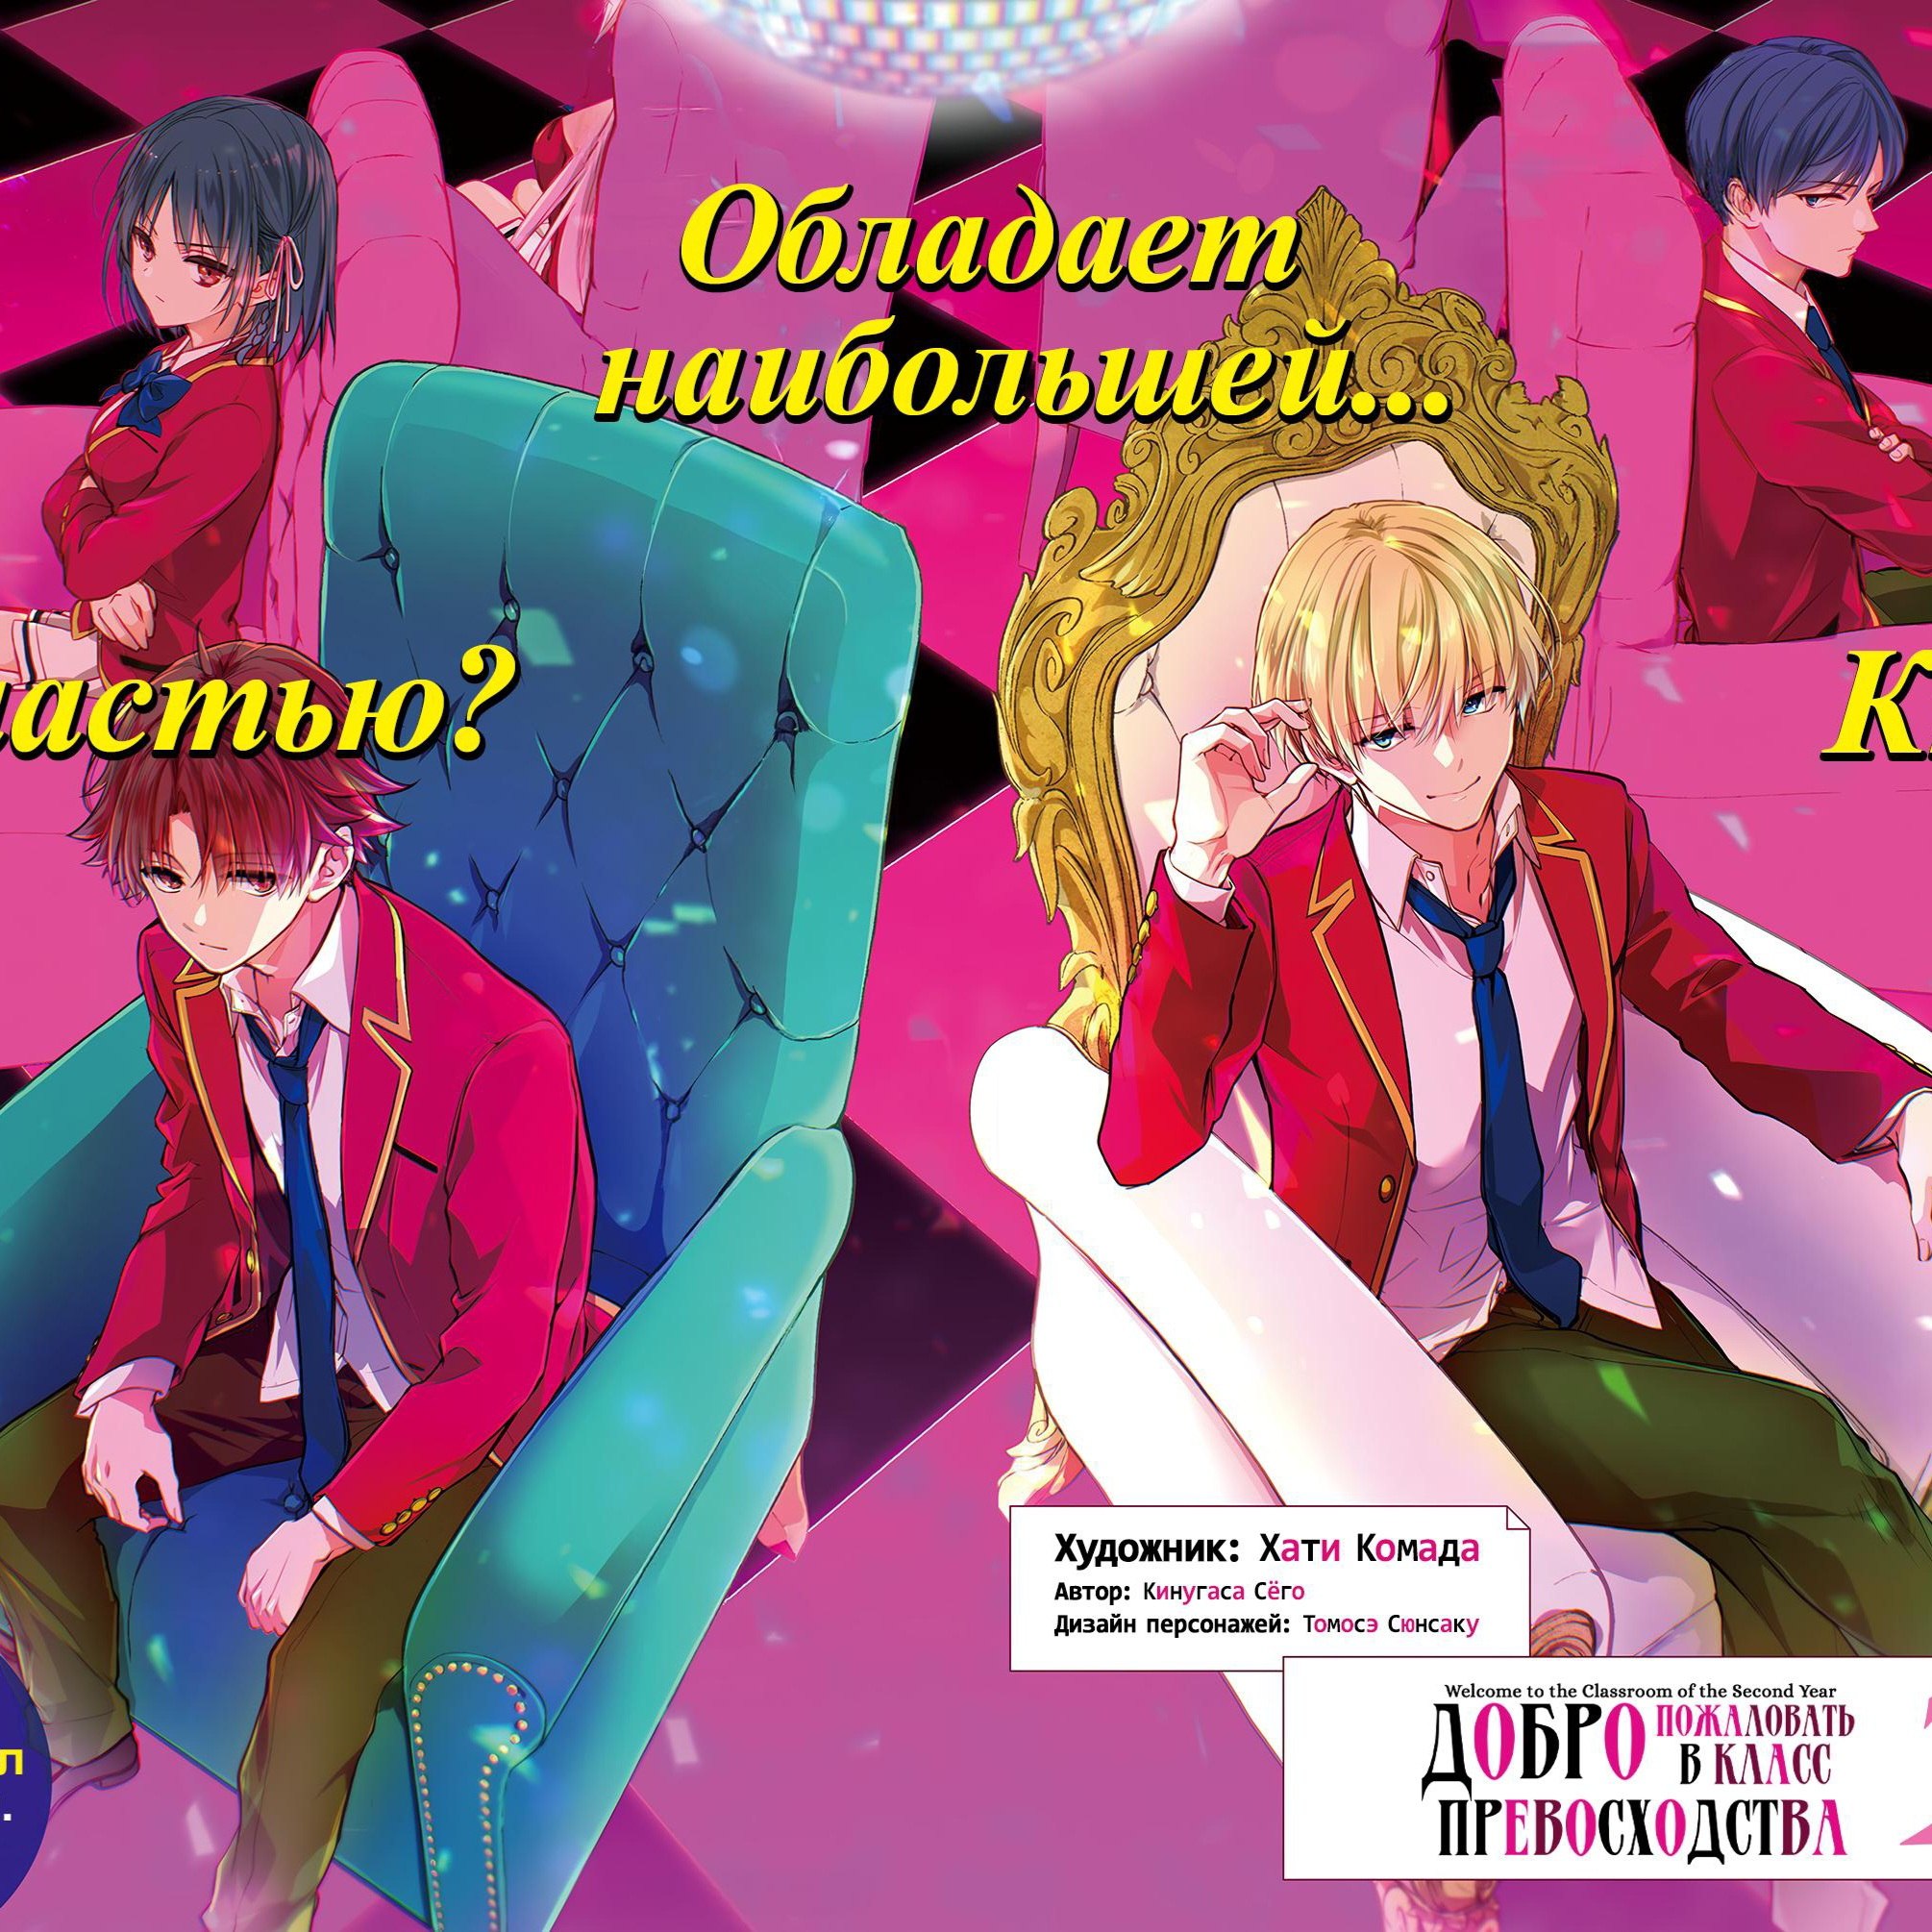 Обладает
наибольшей...
Художник: Хати Комада
Автор: Кинугаса Сёго
Дизайн персонажей: Томосэ Сюнсаку
Welcome to the Classroom of the Second Year
ДОБРО ПОЖАЛОВАТЬ
В КЛАСС
ПРЕВОСХОДСТВА